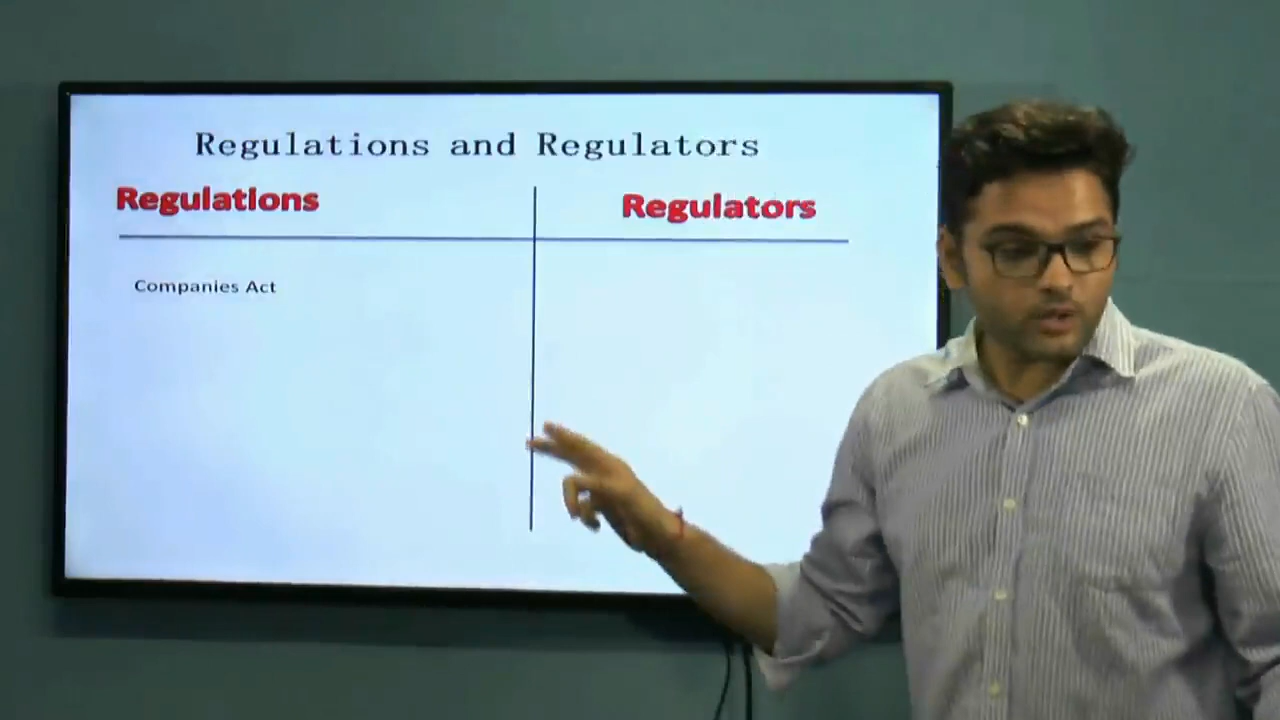 Regulations and Regulators
Regulations
Regulators
Companies Act